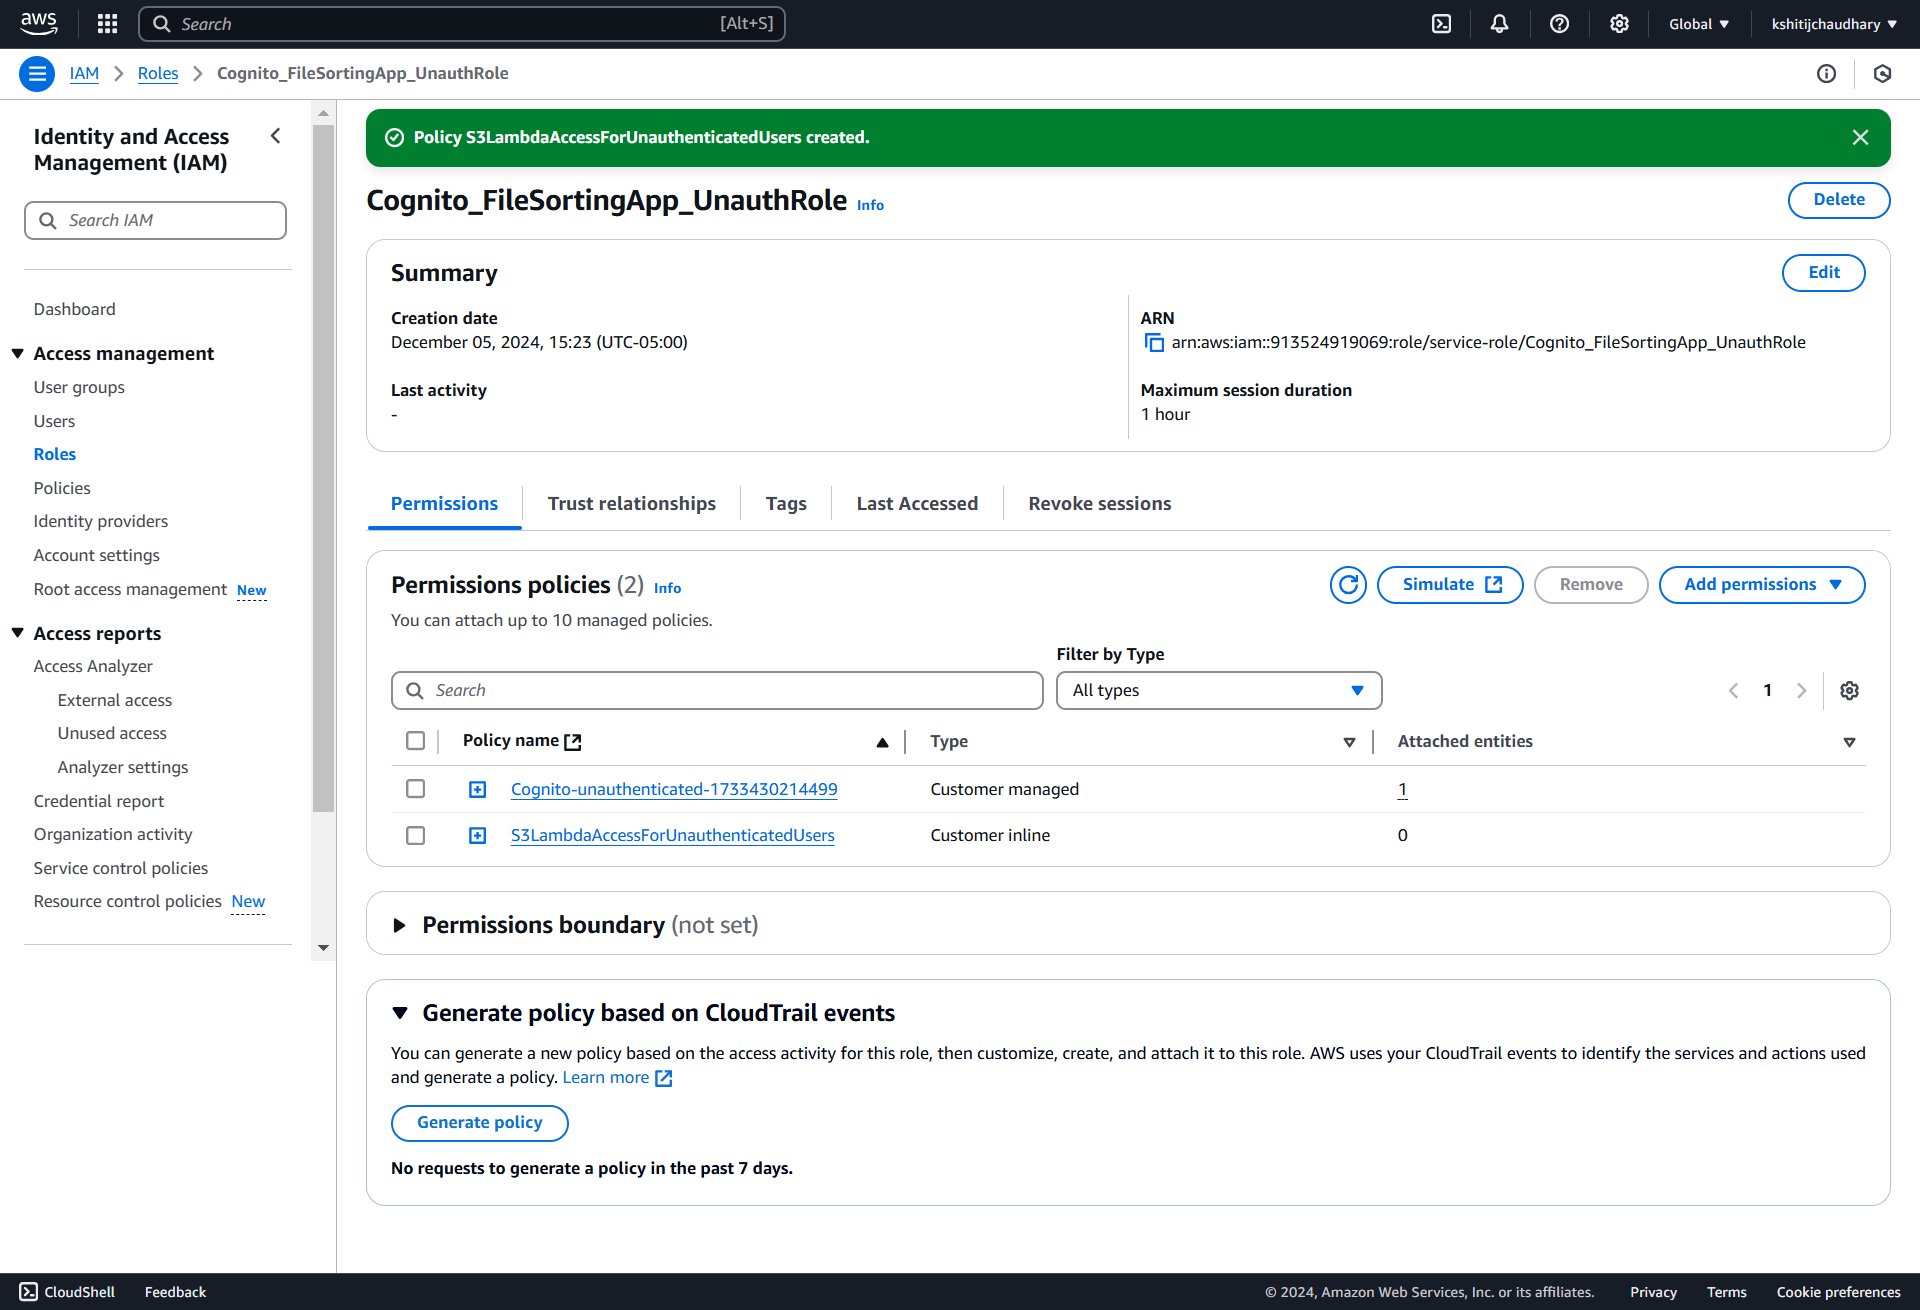 aws
Search
[Alt+S]
Global
kshitijchaudhary
IAM
Roles
Cognito_FileSortingApp_UnauthRole
Identity and Access
Management (IAM)
Search IAM
Dashboard
Access management
User groups
Users
Roles
Policies
Identity providers
Account settings
Root access management New
Access reports
Access Analyzer
External access
Unused access
Analyzer settings
Credential report
Organization activity
Service control policies
Resource control policies New
Policy S3LambdaAccessForUnauthenticatedUsers created.
Cognito_FileSortingApp_UnauthRole Info
Delete
Summary
Edit
Creation date
December 05, 2024, 15:23 (UTC-05:00)
ARN
arn:aws:iam::913524919069:role/service-role/Cognito_FileSortingApp_UnauthRole
Last activity
-
Maximum session duration
1 hour
Permissions
Trust relationships
Tags
Last Accessed
Revoke sessions
Permissions policies (2) Info
Simulate
Remove
Add permissions
You can attach up to 10 managed policies.
Filter by Type
Search
All types
1
Policy name
Type
Attached entities
Cognito-unauthenticated-1733430214499
Customer managed
1
S3LambdaAccessForUnauthenticatedUsers
Customer inline
0
Permissions boundary (not set)
Generate policy based on CloudTrail events
You can generate a new policy based on the access activity for this role, then customize, create, and attach it to this role. AWS uses your CloudTrail events to identify the services and actions used
and generate a policy. Learn more
Generate policy
No requests to generate a policy in the past 7 days.
CloudShell
Feedback
© 2024, Amazon Web Services, Inc. or its affiliates.
Privacy
Terms
Cookie preferences